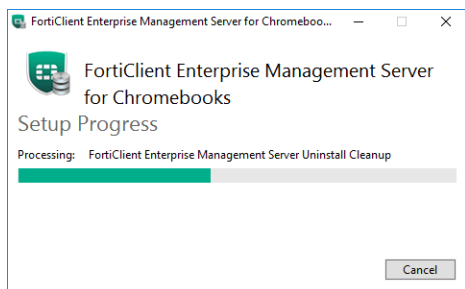 FortiClient Enterprise Management Server for Chromeboo...
FortiClient Enterprise Management Server
for Chromebooks
Setup Progress
Processing: FortiClient Enterprise Management Server Uninstall Cleanup
Cancel